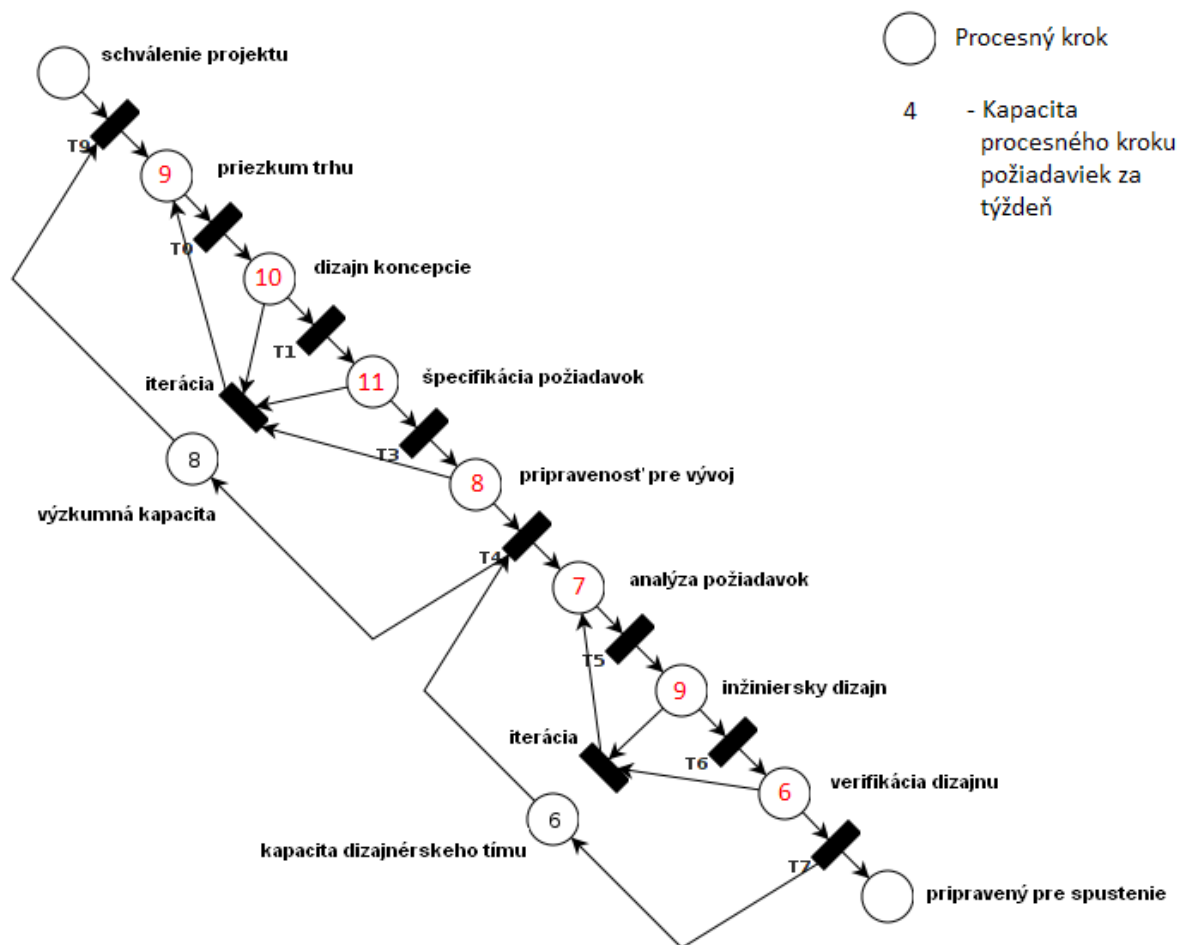 schválenie projektu
Procesný krok
4 - Kapacita
procesného kroku
požiadaviek za
týždeň
T9
9
priezkum trhu
T0
10
dizajn koncepcie
T1
iterácia
11
špecifikácia požiadavok
T3
8
výzkumná kapacita
8
pripravenosť pre vývoj
T4
7
analýza požiadavok
T5
9
inžiniersky dizajn
iterácia
T6
6
verifikácia dizajnu
6
kapacita dizajnérskeho tímu
T7
pripravený pre spustenie